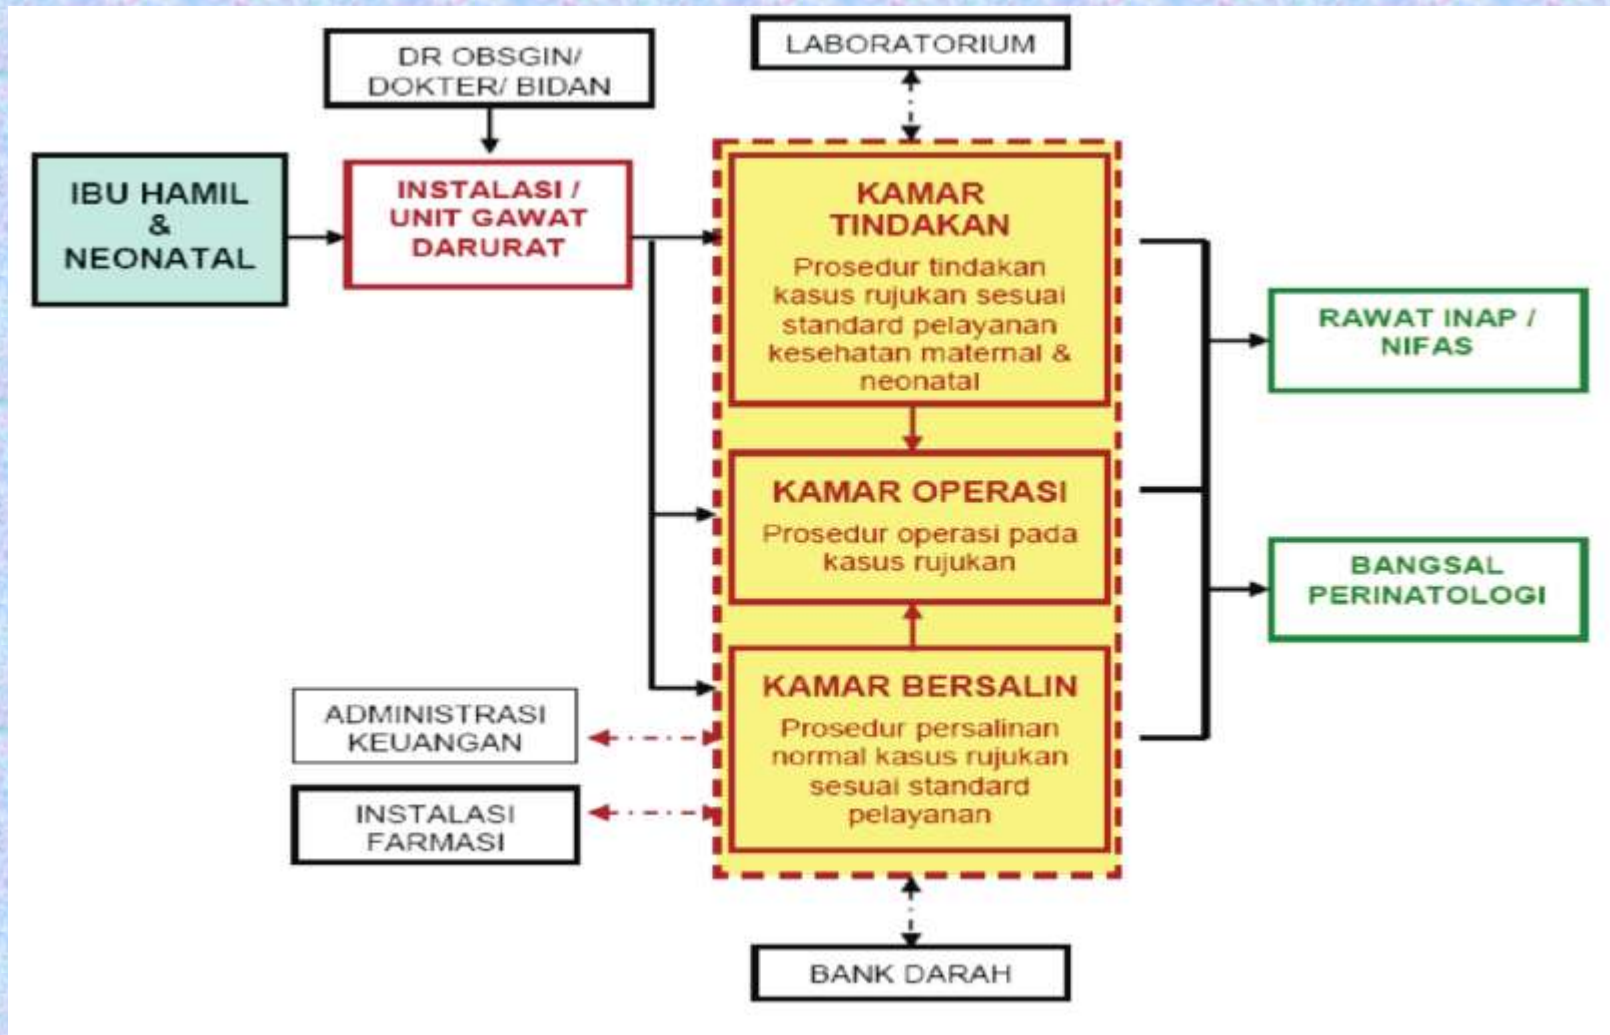 DR OBSGIN/
DOKTER/ BIDAN
LABORATORIUM
IBU HAMIL
&
NEONATAL
INSTALASI /
UNIT GAWAT
DARURAT
KAMAR
TINDAKAN
Prosedur tindakan
kasus rujukan sesuai
standard pelayanan
kesehatan maternal &
neonatal
KAMAR OPERASI
Prosedur operasi pada
kasus rujukan
KAMAR BERSALIN
Prosedur persalinan
normal kasus rujukan
sesuai standard
pelayanan
RAWAT INAP /
NIFAS
BANGSAL
PERINATOLOGI
ADMINISTRASI
KEUANGAN
INSTALASI
FARMASI
BANK DARAH